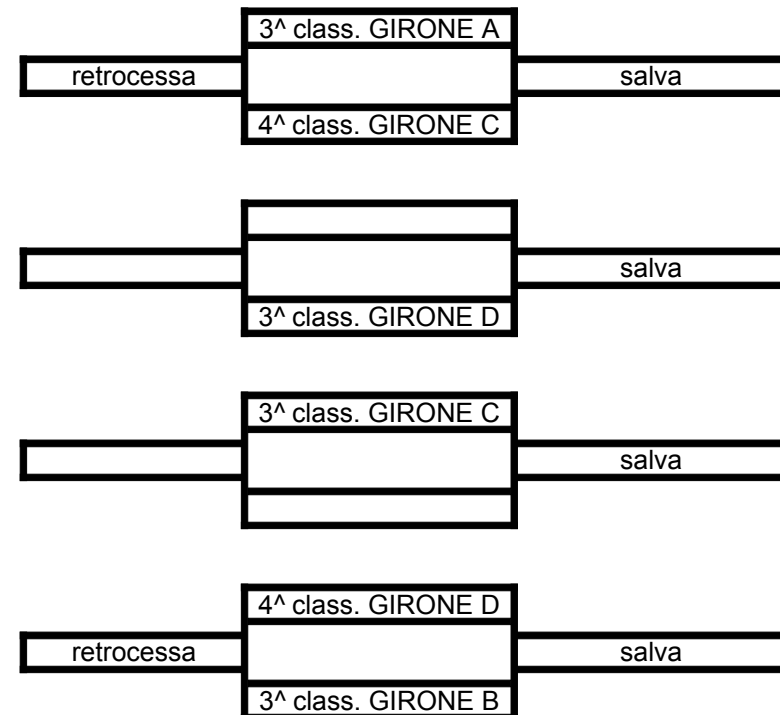 3^ class. GIRONE A
retrocessa salva
4^ class. GIRONE C
salva
3^ class. GIRONE D
3^ class. GIRONE C
salva
4^ class. GIRONE D
retrocessa salva
3^ class. GIRONE B